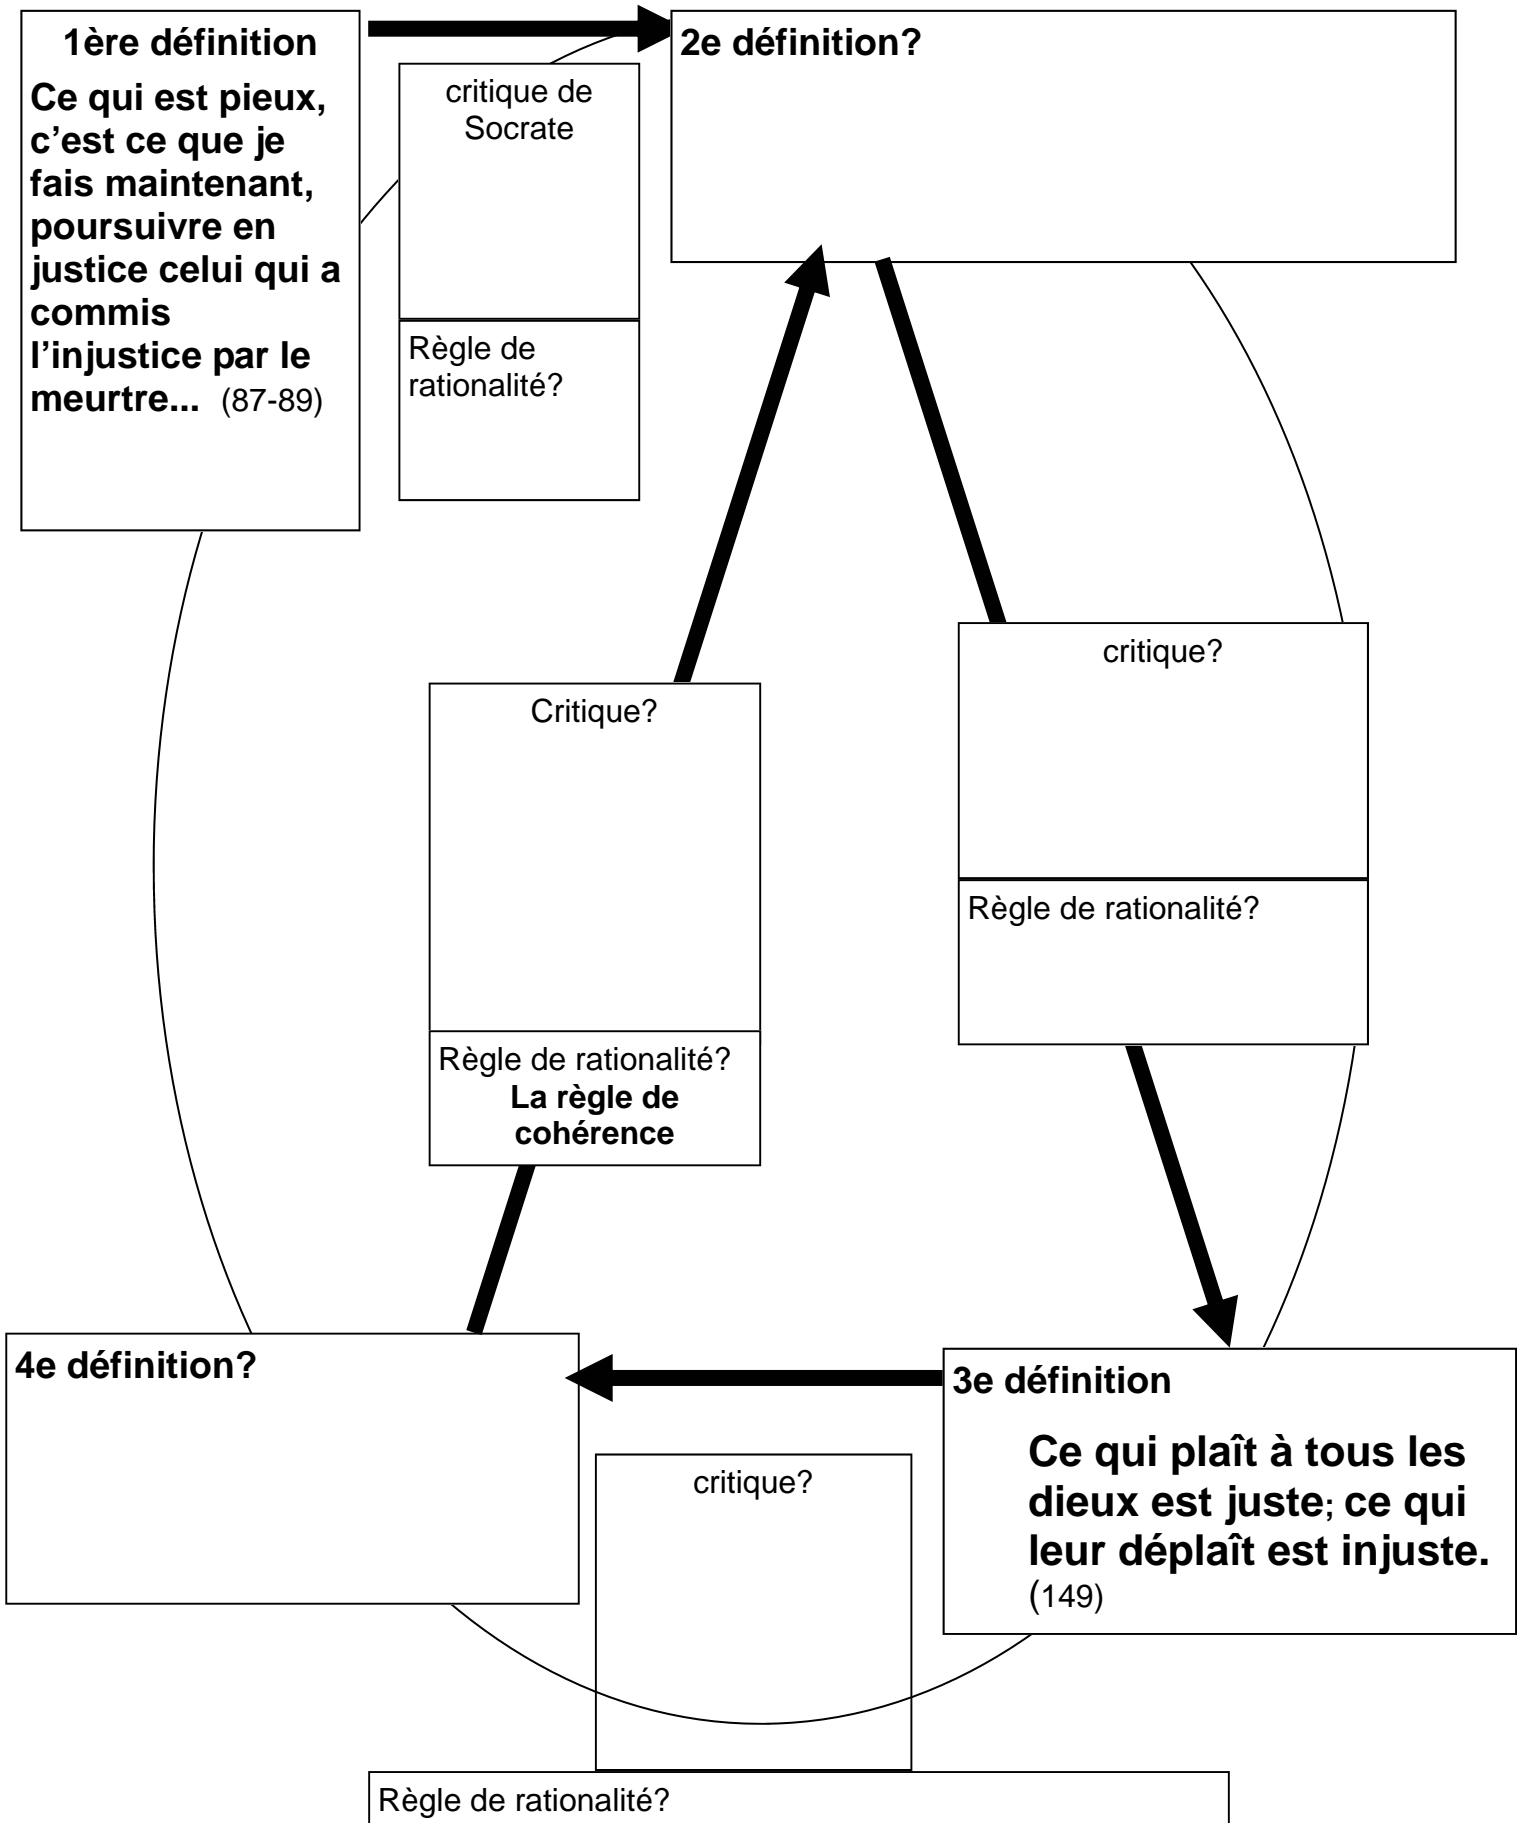 1ère définition
Ce qui est pieux,
c’est ce que je
fais maintenant,
poursuivre en
justice celui qui a
commis
l’injustice par le
meurtre... (87-89)
critique de
Socrate
Règle de
rationalité?
2e définition?
critique?
Règle de rationalité?
Critique?
Règle de rationalité?
La règle de
cohérence
4e définition?
3e définition
Ce qui plaît à tous les
dieux est juste; ce qui
leur déplaît est injuste.
(149)
critique?
Règle de rationalité?